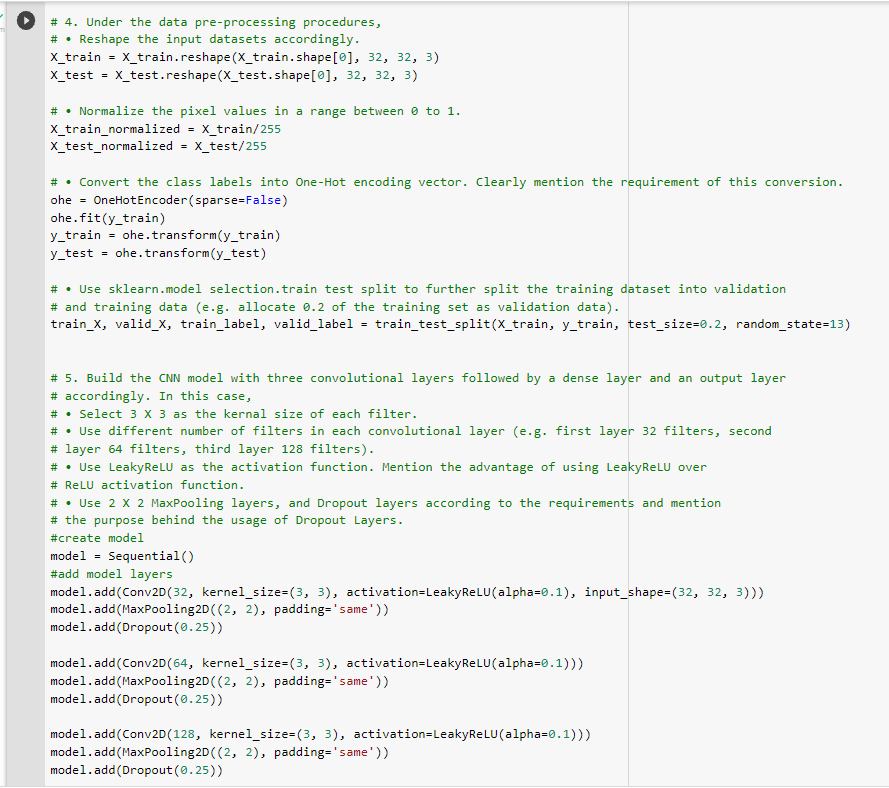 # 4. Under the data pre-processing procedures,
# • Reshape the input datasets accordingly.
X_train = X_train.reshape(X_train.shape[0], 32, 32, 3)
X_test = X_test.reshape(X_test.shape[0], 32, 32, 3)
# • Normalize the pixel values in a range between 0 to 1.
X_train_normalized = X_train/255
X_test_normalized = X_test/255
# • Convert the class labels into One-Hot encoding vector. Clearly mention the requirement of this conversion.
ohe = OneHotEncoder(sparse=False)
ohe.fit(y_train)
y_train = ohe.transform(y_train)
y_test = ohe.transform(y_test)
# • Use sklearn.model selection.train test split to further split the training dataset into validation
# and training data (e.g. allocate 0.2 of the training set as validation data).
train_X, valid_X, train_label, valid_label = train_test_split(X_train, y_train, test_size=0.2, random_state=13)
# 5. Build the CNN model with three convolutional layers followed by a dense layer and an output layer
# accordingly. In this case,
# • Select 3 X 3 as the kernal size of each filter.
# • Use different number of filters in each convolutional layer (e.g. first layer 32 filters, second
# layer 64 filters, third layer 128 filters).
# • Use LeakyReLU as the activation function. Mention the advantage of using LeakyReLU over
# ReLU activation function.
# • Use 2 X 2 MaxPooling layers, and Dropout layers according to the requirements and mention
# the purpose behind the usage of Dropout Layers.
#create model
model = Sequential()
#add model layers
model.add(Conv2D(32, kernel_size=(3, 3), activation=LeakyReLU(alpha=0.1), input_shape=(32, 32, 3)))
model.add(MaxPooling2D((2, 2), padding='same'))
model.add(Dropout(0.25))
model.add(Conv2D(64, kernel_size=(3, 3), activation=LeakyReLU(alpha=0.1)))
model.add(MaxPooling2D((2, 2), padding='same'))
model.add(Dropout(0.25))
model.add(Conv2D(128, kernel_size=(3, 3), activation=LeakyReLU(alpha=0.1)))
model.add(MaxPooling2D((2, 2), padding='same'))
model.add(Dropout(0.25))